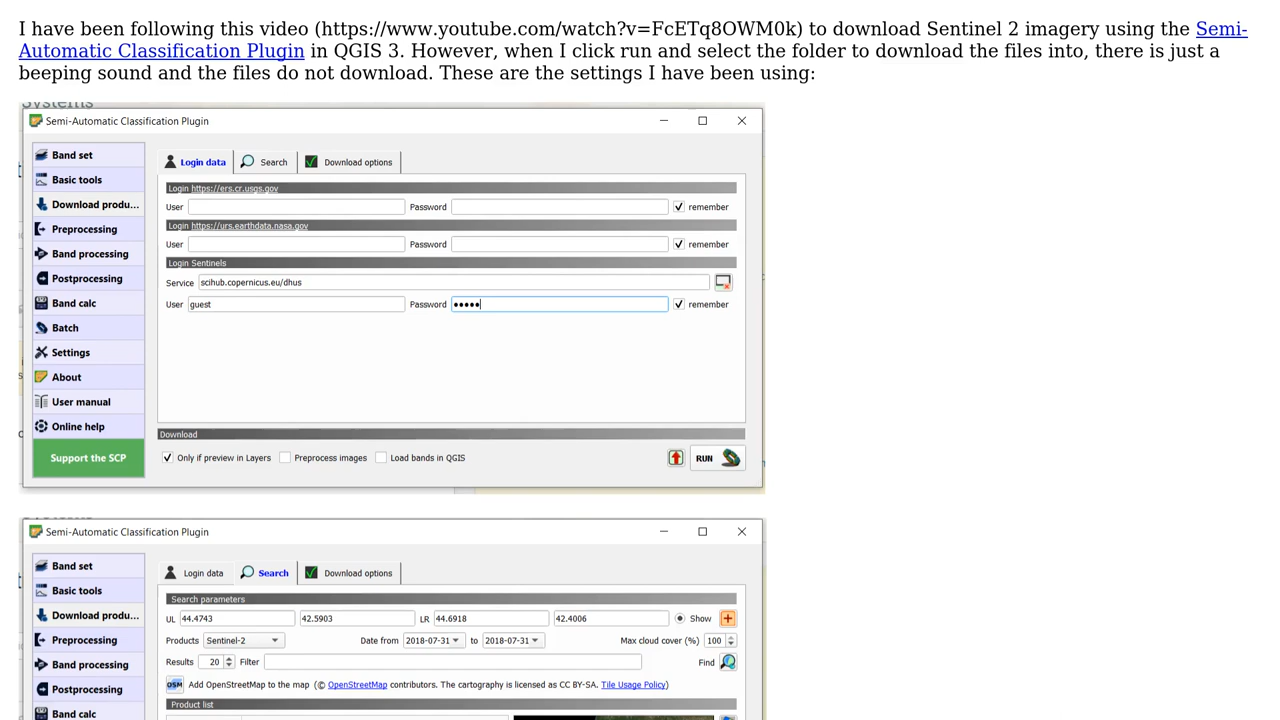 I have been following this video (https://www.youtube.com/watch?v=FcETq8OWM0k) to download Sentinel 2 imagery using the Semi-
Automatic Classification Plugin in QGIS 3. However, when I click run and select the folder to download the files into, there is just a
beeping sound and the files do not download. These are the settings I have been using:
Systems
Semi-Automatic Classification Plugin
Band set
Basic tools
Download produ...
Preprocessing
Band processing
Postprocessing
Band calc
Batch
Settings
About
User manual
Online help
Support the SCP
Login data Search Download options
Login https://ers.cr.usgs.gov
User Password remember
Login https://urs.earthdata.nasa.gov
User Password remember
Login Sentinels
Service scihub.copernicus.eu/dhus
User guest Password ●●●●● remember
Download
Only if preview in Layers Preprocess images Load bands in QGIS RUN
Semi-Automatic Classification Plugin
Band set
Basic tools
Download produ...
Preprocessing
Band processing
Postprocessing
Band calc
Login data Search Download options
Search parameters
UL 44.4743 42.5903 LR 44.6918 42.4006 Show
Products Sentinel-2 Date from 2018-07-31 to 2018-07-31 Max cloud cover (%) 100
Results 20 Filter Find
OSM Add OpenStreetMap to the map (© OpenStreetMap contributors. The cartography is licensed as CC BY-SA. Tile Usage Policy)
Product list